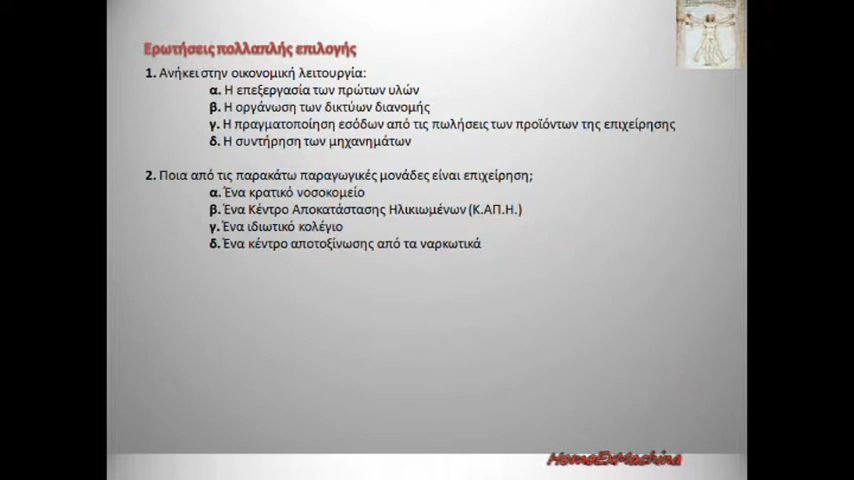 Ερωτήσεις πολλαπλής επιλογής
1. Ανήκει στην οικονομική λειτουργία:
α. Η επεξεργασία των πρώτων υλών
β. Η οργάνωση των δικτύων διανομής
γ. Η πραγματοποίηση εσόδων από τις πωλήσεις των προϊόντων της επιχείρησης
δ. Η συντήρηση των μηχανημάτων
2. Ποια από τις παρακάτω παραγωγικές μονάδες είναι επιχείρηση;
α. Ένα κρατικό νοσοκομείο
β. Ένα Κέντρο Αποκατάστασης Ηλικιωμένων (Κ.ΑΠ.Η.)
γ. Ένα ιδιωτικό κολέγιο
δ. Ένα κέντρο αποτοξίνωσης από τα ναρκωτικά
HomoExMachina